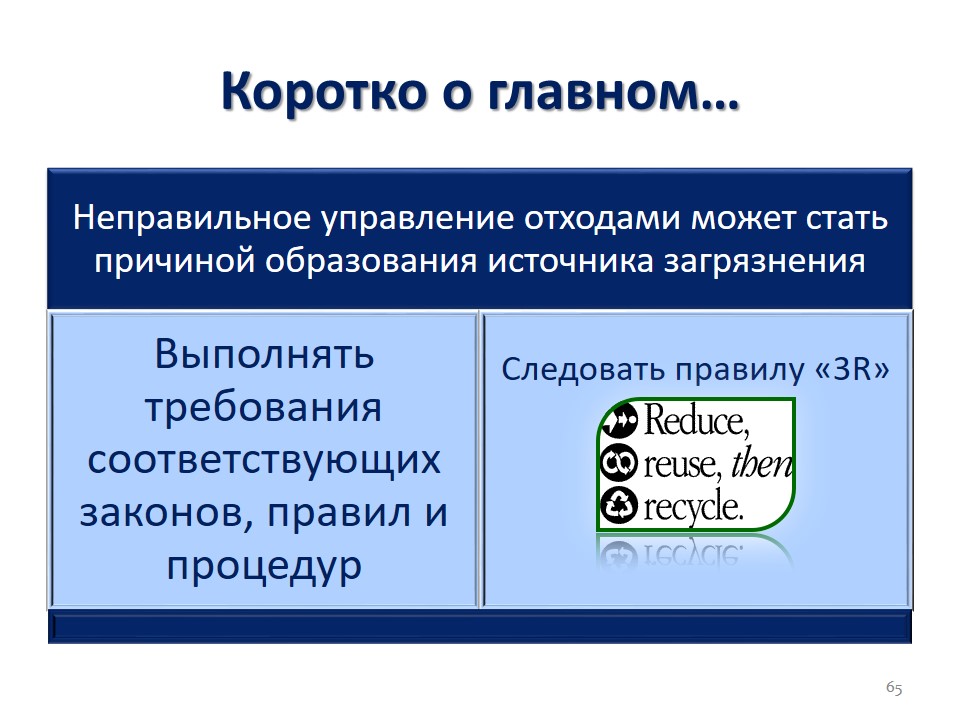 Коротко о главном…
Неправильное управление отходами может стать
причиной образования источника загрязнения
Выполнять
требования
соответствующих
законов, правил и
процедур
Следовать правилу «3R»
Reduce,
reuse, then
recycle.
recycle.
65